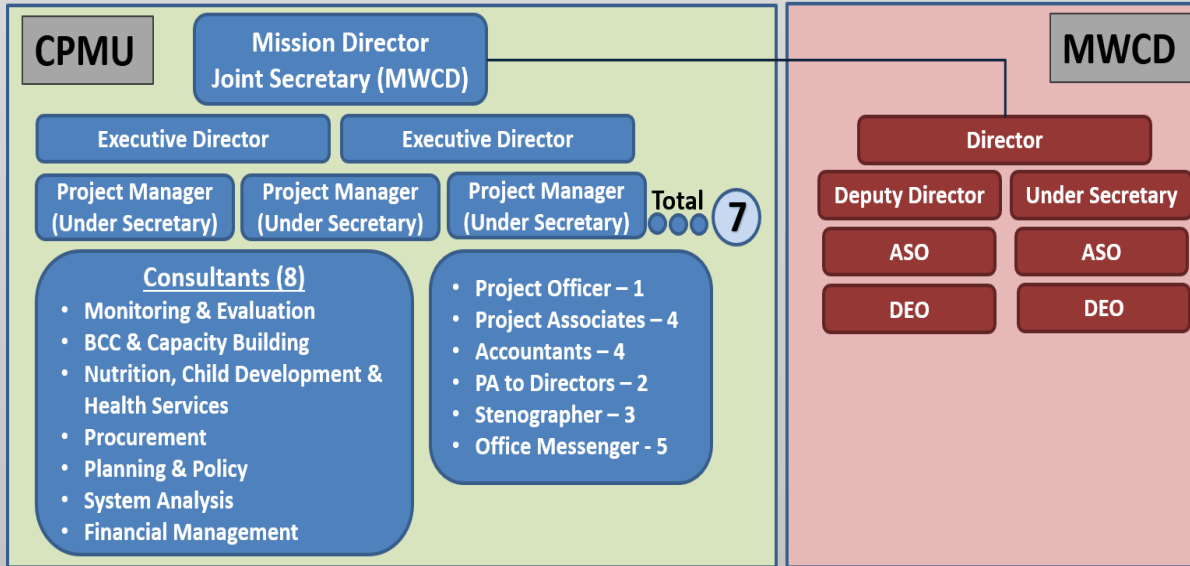 CPMU
Mission Director
Joint Secretary (MWCD)
Executive Director
Executive Director
Project Manager
(Under Secretary)
Project Manager
(Under Secretary)
Project Manager
(Under Secretary)
Total
7
Consultants (8)
• Monitoring & Evaluation
• BCC & Capacity Building
• Nutrition, Child Development &
Health Services
• Procurement
• Planning & Policy
• System Analysis
• Financial Management
• Project Officer – 1
• Project Associates – 4
• Accountants – 4
• PA to Directors – 2
• Stenographer – 3
• Office Messenger - 5
MWCD
Director
Deputy Director
Under Secretary
ASO
ASO
DEO
DEO